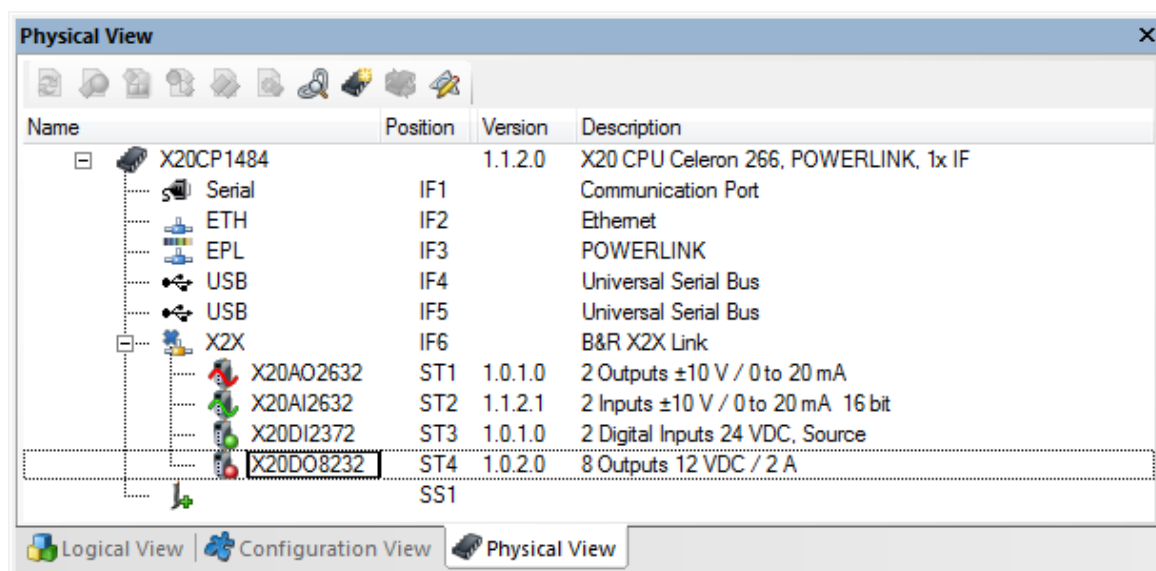 Physical View
Name Position Version Description
X20CP1484 1.1.2.0 X20 CPU Celeron 266, POWERLINK, 1x IF
Serial IF1 Communication Port
ETH IF2 Ethernet
EPL IF3 POWERLINK
USB IF4 Universal Serial Bus
USB IF5 Universal Serial Bus
X2X IF6 B&R X2X Link
X20AO2632 ST1 1.0.1.0 2 Outputs ±10 V / 0 to 20 mA
X20AI2632 ST2 1.1.2.1 2 Inputs ±10 V / 0 to 20 mA 16 bit
X20DI2372 ST3 1.0.1.0 2 Digital Inputs 24 VDC, Source
X20DO8232 ST4 1.0.2.0 8 Outputs 12 VDC / 2 A
SS1
Logical View Configuration View Physical View